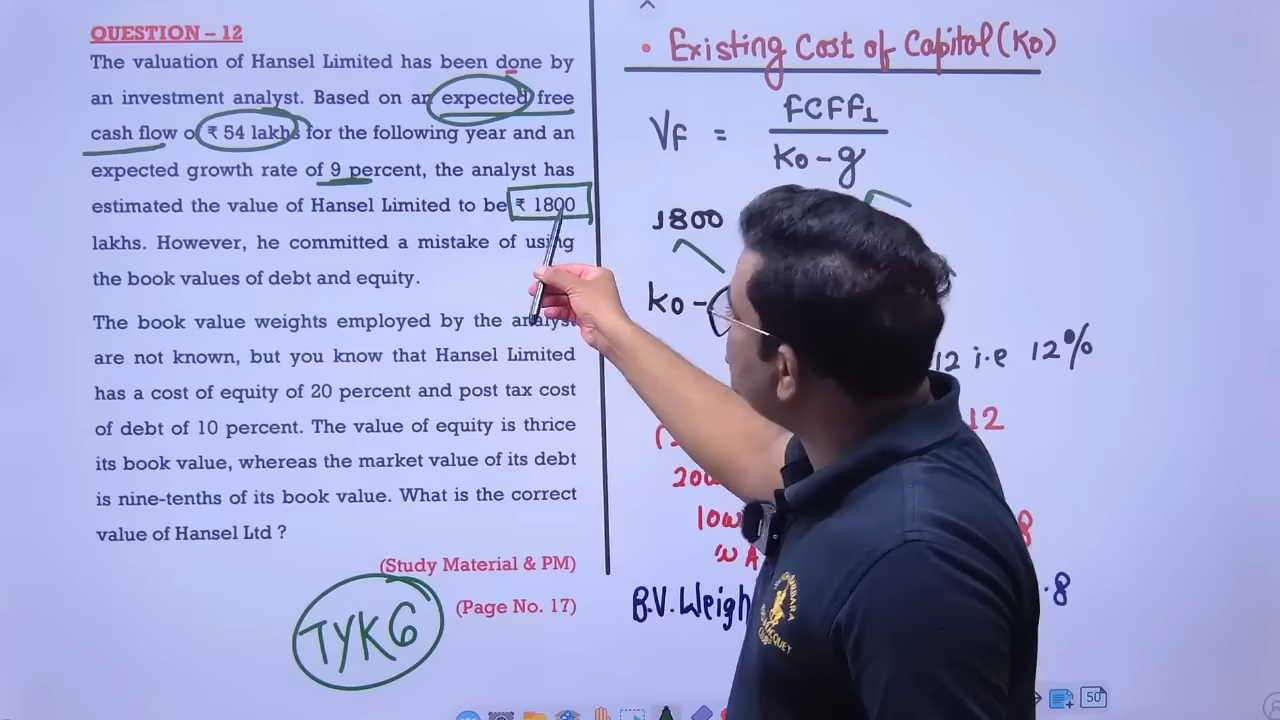 QUESTION – 12
The valuation of Hansel Limited has been done by
an investment analyst. Based on an expected free
cash flow o ₹ 54 lakhs for the following year and an
expected growth rate of 9 percent, the analyst has
estimated the value of Hansel Limited to be ₹ 1800
lakhs. However, he committed a mistake of using
the book values of debt and equity.
The book value weights employed by the analyst
are not known, but you know that Hansel Limited
has a cost of equity of 20 percent and post tax cost
of debt of 10 percent. The value of equity is thrice
its book value, whereas the market value of its debt
is nine-tenths of its book value. What is the correct
value of Hansel Ltd ?
(Study Material & PM)
(Page No. 17)
TYK6
• Existing Cost of Capital (Ko)
VF = FCFF1
Ko - g
1800
Ko -
12 i.e 12%
12
20w
10w
B.V. Weigh
.8
50